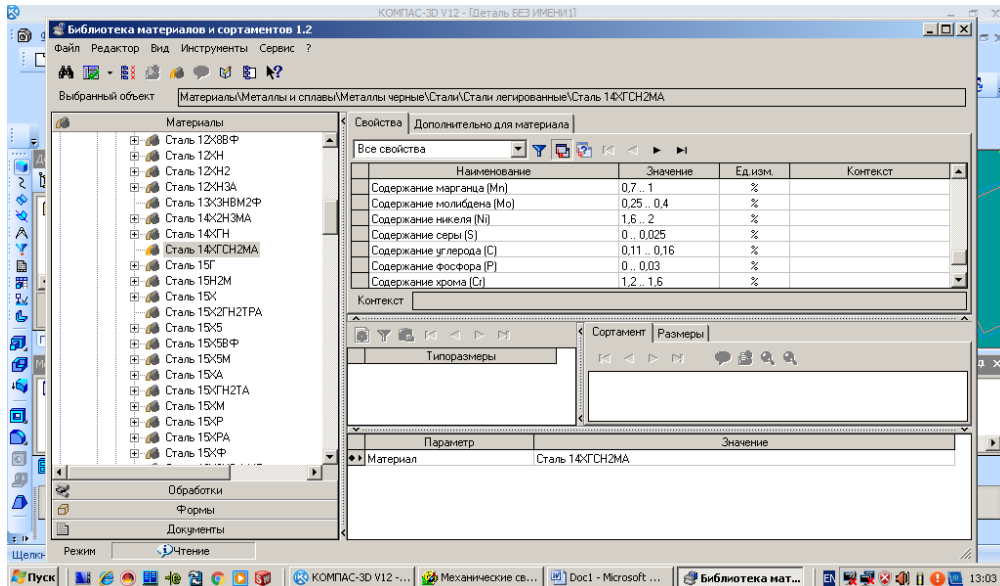 КОМПАС-3D V12 - [Деталь БЕЗ ИМЕНИ1]
Библиотека материалов и сортаментов 1.2
Файл Редактор Вид Инструменты Сервис ?
Выбранный объект Материалы\Металлы и сплавы\Металлы черные\Стали\Стали легированные\Сталь 14ХГСН2МА
Материалы
Сталь 12Х8ВФ
Сталь 12ХН
Сталь 12ХН2
Сталь 12ХН3А
Сталь 13Х3НВМ2Ф
Сталь 14Х2Н3МА
Сталь 14ХГН
Сталь 14ХГСН2МА
Сталь 15Г
Сталь 15Н2М
Сталь 15Х
Сталь 15Х2ГН2ТРА
Сталь 15Х5
Сталь 15Х5ВФ
Сталь 15Х5М
Сталь 15ХА
Сталь 15ХГН2ТА
Сталь 15ХМ
Сталь 15ХР
Сталь 15ХРА
Сталь 15ХФ
Обработки
Формы
Документы
Свойства Дополнительно для материала
Все свойства
Наименование Значение Ед.изм. Контекст
Содержание марганца (Mn) 0,7 .. 1 %
Содержание молибдена (Mo) 0,25 .. 0,4 %
Содержание никеля (Ni) 1,6 .. 2 %
Содержание серы (S) 0 .. 0,025 %
Содержание углерода (C) 0,11 .. 0,16 %
Содержание фосфора (P) 0 .. 0,03 %
Содержание хрома (Cr) 1,2 .. 1,6 %
Контекст
Типоразмеры
Сортамент Размеры
Параметр Значение
Материал Сталь 14ХГСН2МА
Режим Чтение
Щелкн
Пуск КОМПАС-3D V12 -... Механические св... Doc1 - Microsoft ... Библиотека мат... EN 13:07